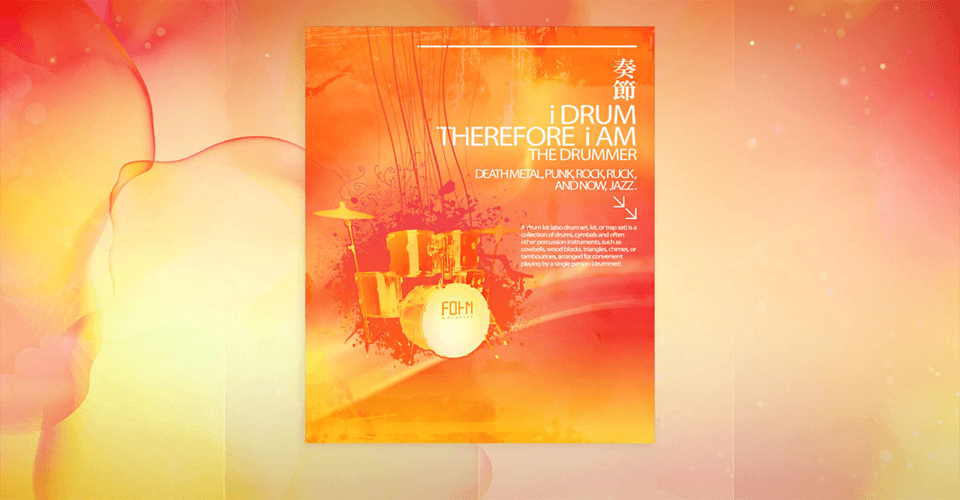 奏
節
i DRUM
THEREFORE i AM
THE DRUMMER
DEATH METAL, PUNK, ROCK, RUCK,
AND NOW, JAZZ.
A drum kit (also drum set, kit, or trap set) is a
collection of drums, cymbals and often
other percussion instruments, such as
cowbells, wood blocks, triangles, chimes, or
tambourines, arranged for convenient
playing by a single person (drummer)